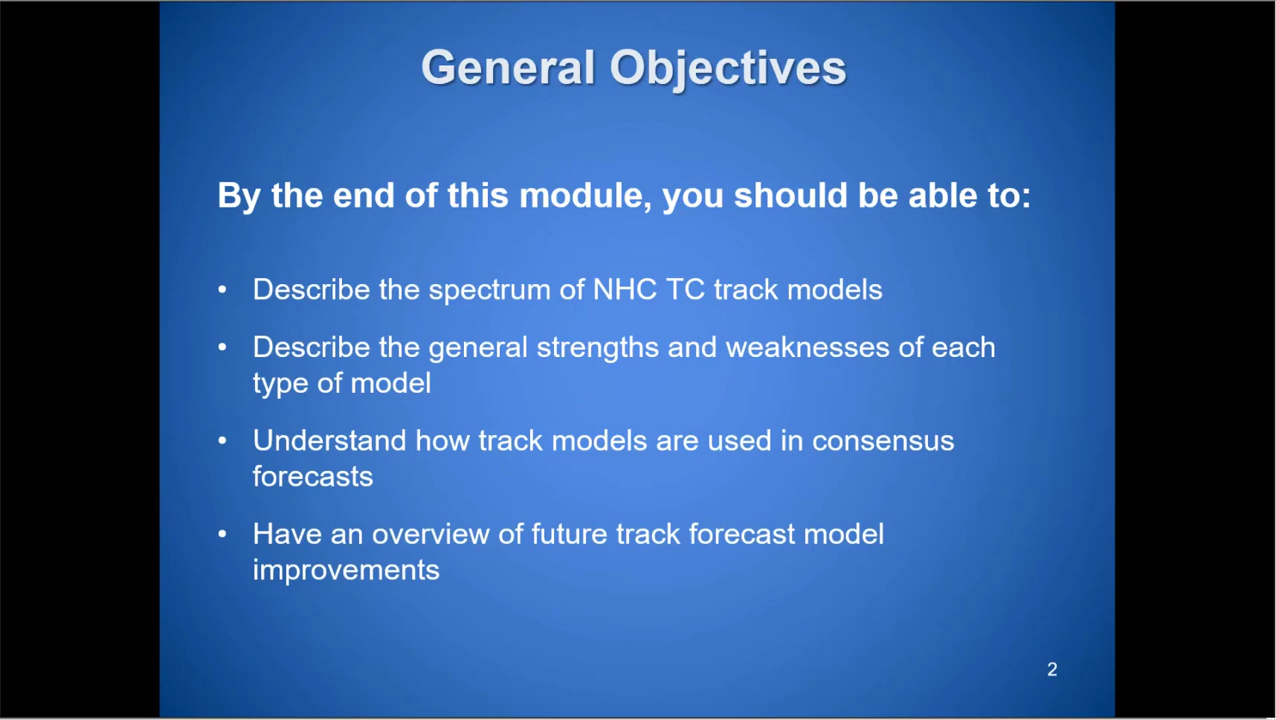 General Objectives
By the end of this module, you should be able to:
• Describe the spectrum of NHC TC track models
• Describe the general strengths and weaknesses of each
type of model
• Understand how track models are used in consensus
forecasts
• Have an overview of future track forecast model
improvements
2